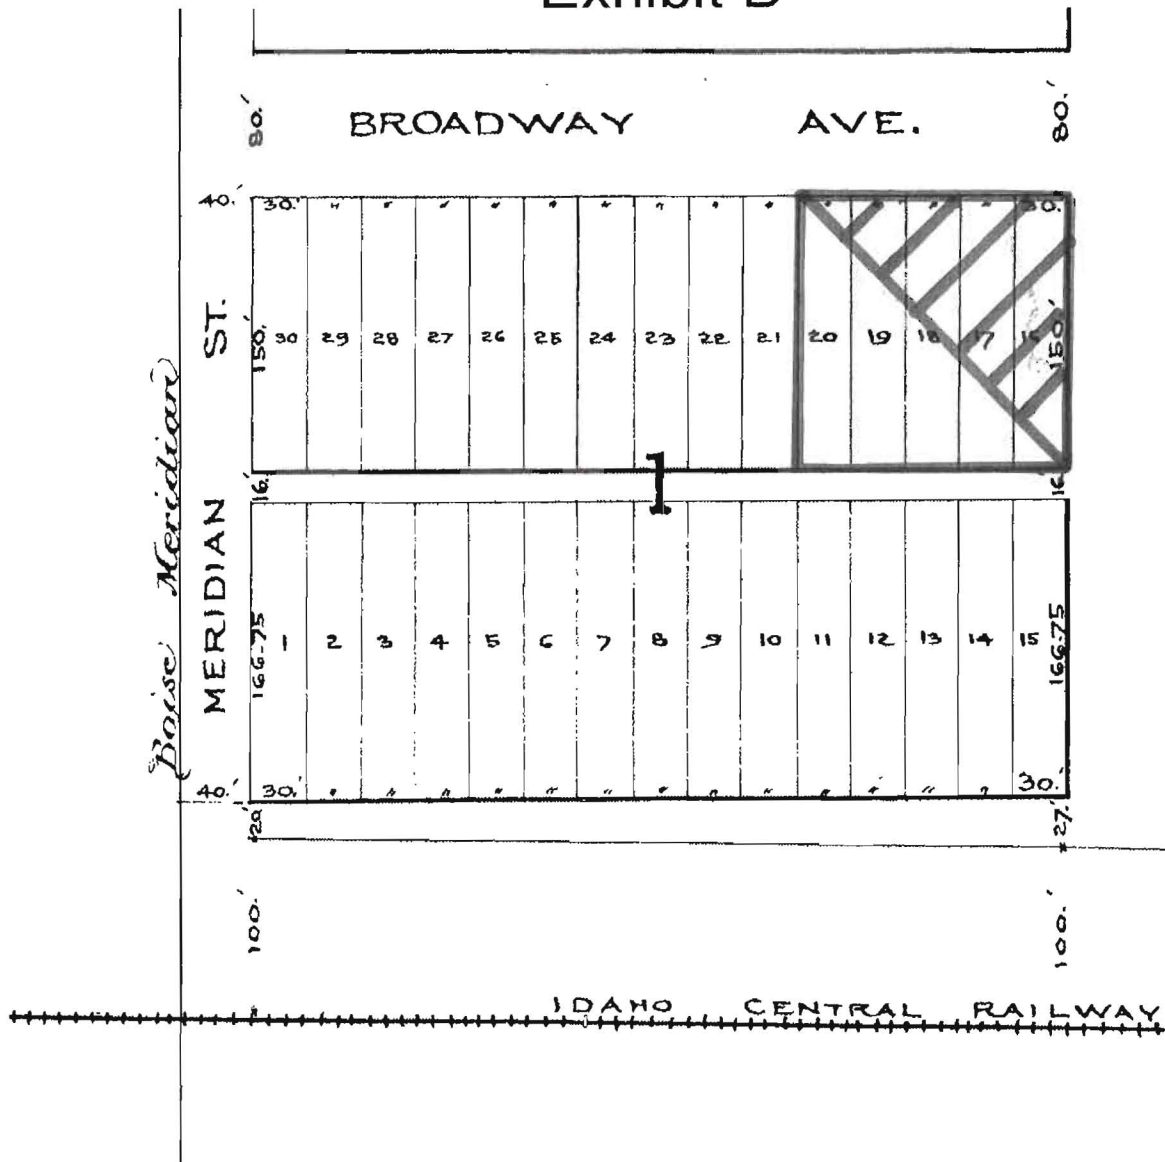 BROADWAY AVE.
80.' 80.'
40.' 30.' " " " " " " " " " " " " " 30.'
ST.
150.' 30 29 28 27 26 25 24 23 22 21 20 19 18 17 16 150.'
Boise Meridian
16. 1 16.
MERIDIAN
166.75 1 2 3 4 5 6 7 8 9 10 11 12 13 14 15 166.75
40.' 30.' " " " " " " " " " " " " " 30.'
*29.' *27.'
100.' 100.'
IDAHO CENTRAL RAILWAY